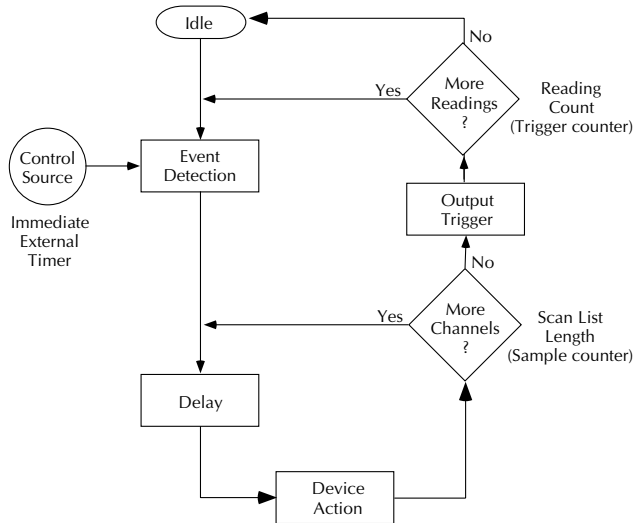 Idle
No
More
Readings
?
Yes
Reading
Count
(Trigger counter)
Control
Source
Event
Detection
Immediate
External
Timer
Output
Trigger
No
More
Channels
?
Yes
Scan List
Length
(Sample counter)
Delay
Device
Action